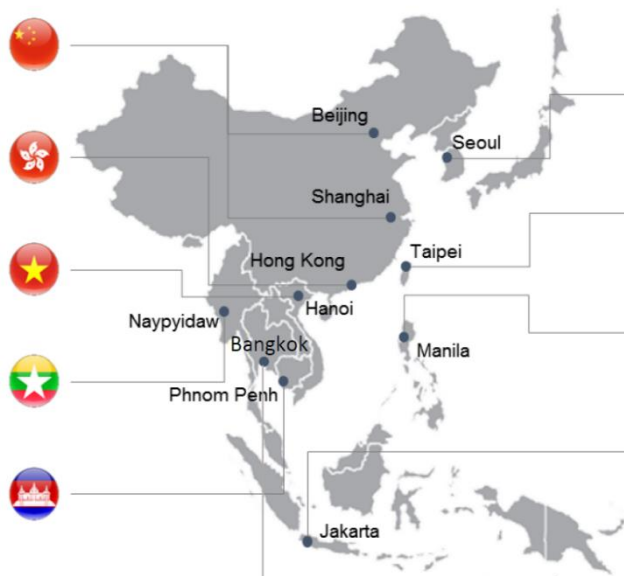 Beijing
Seoul
Shanghai
Hong Kong
Taipei
Hanoi
Naypyidaw
Bangkok
Manila
Phnom Penh
Jakarta